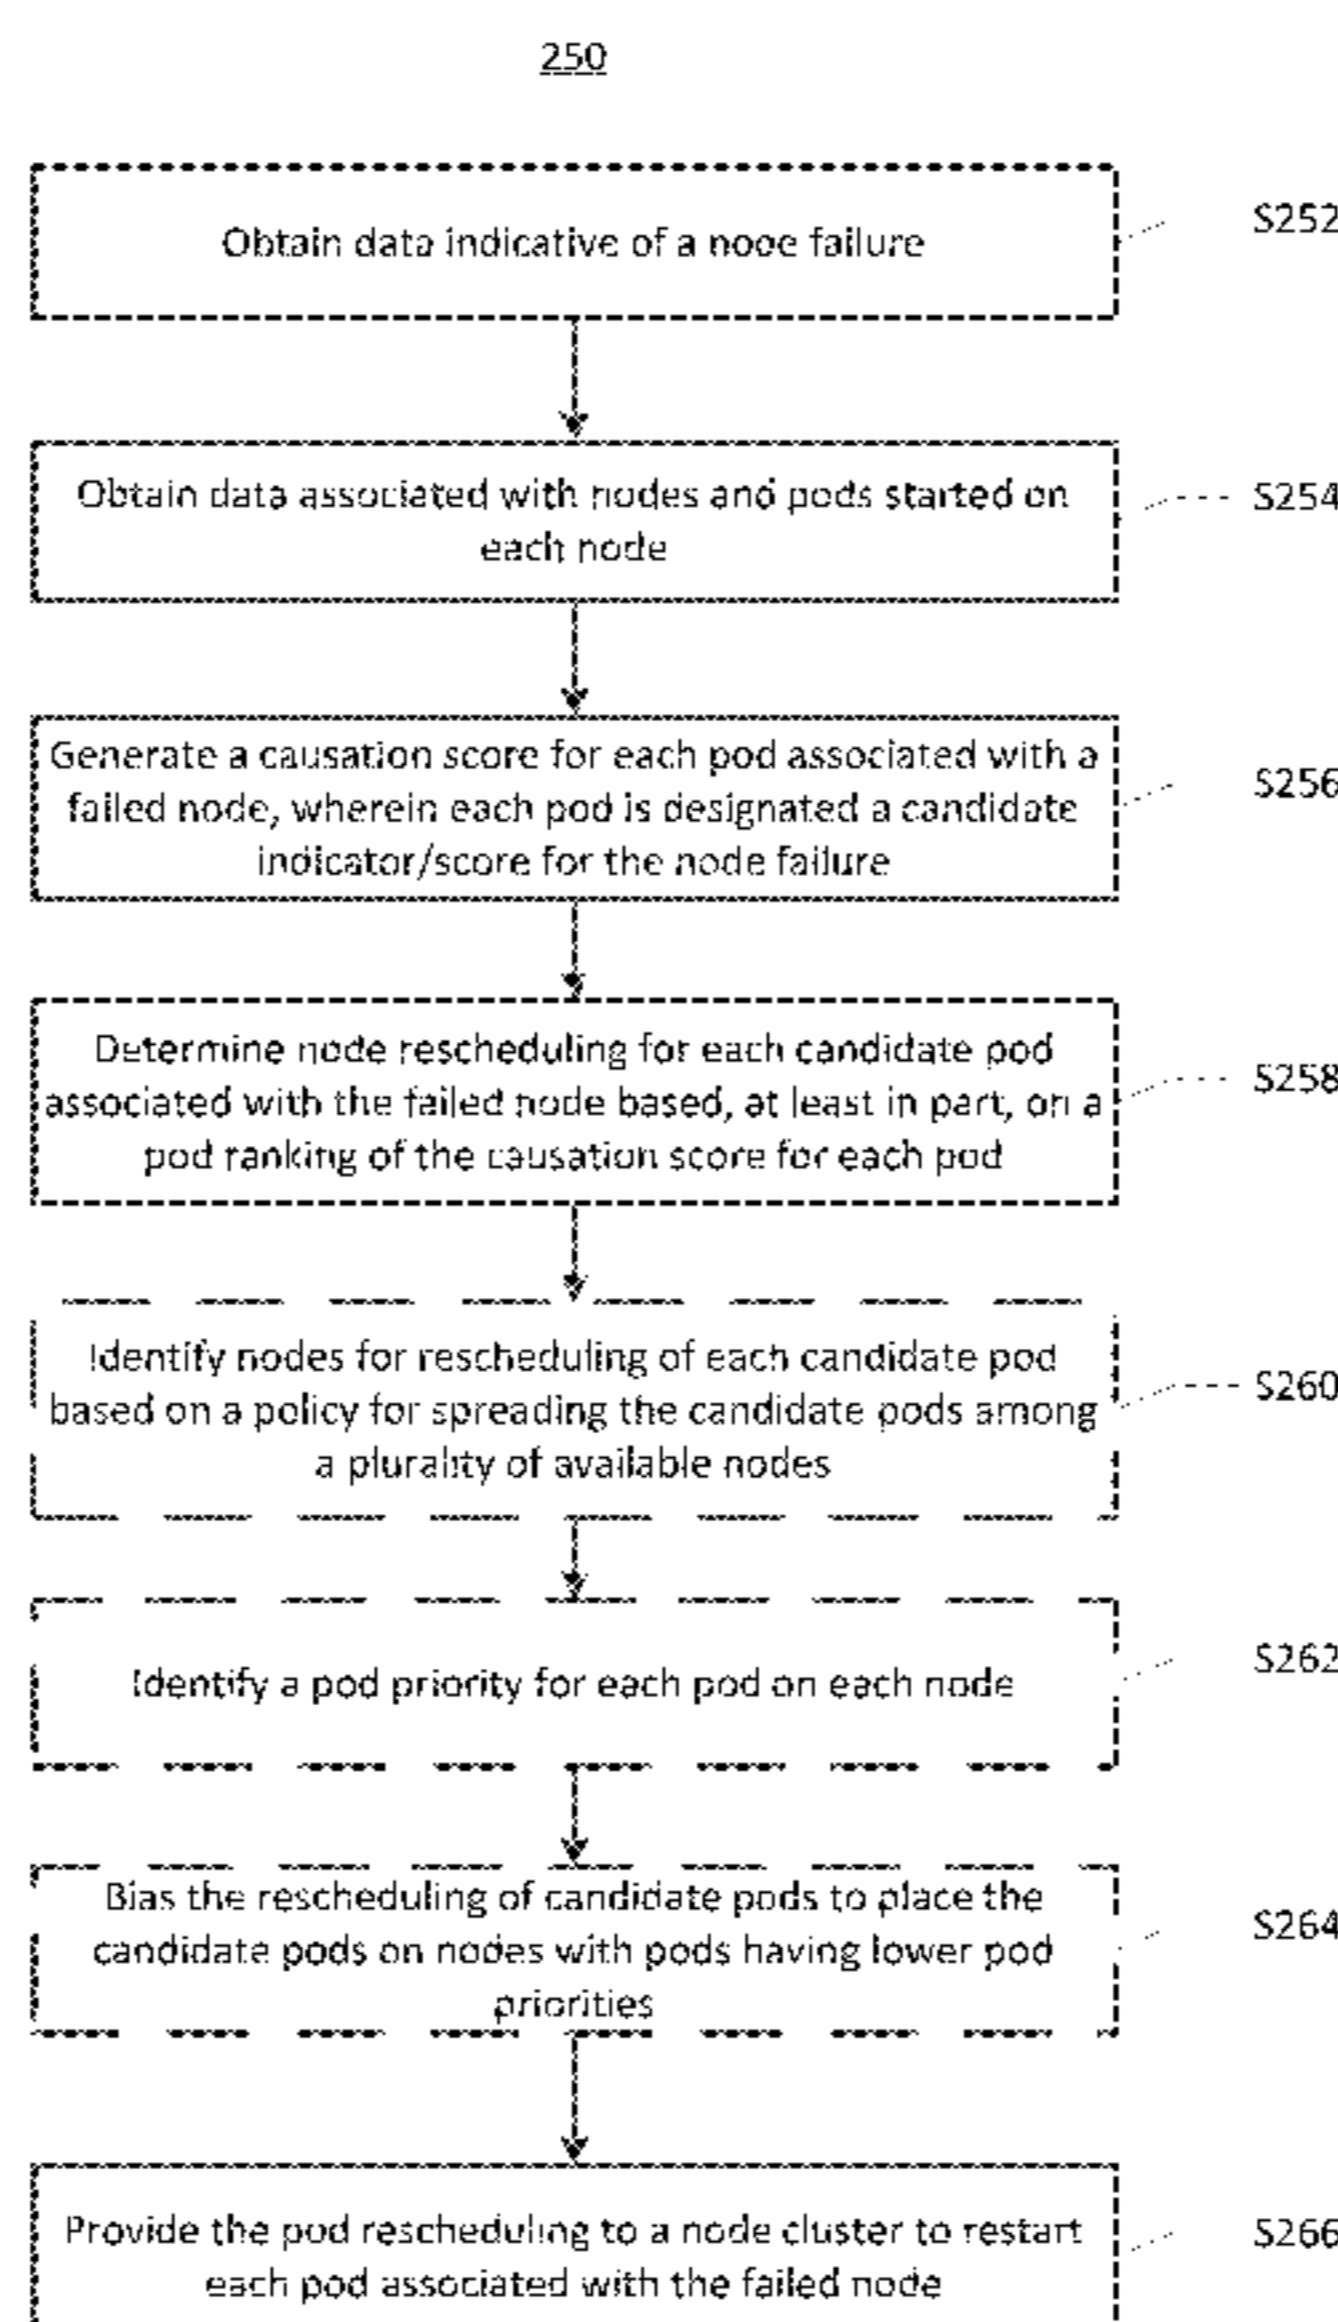 250
Obtain data indicative of a node failure
S252
Obtain data associated with nodes and pods started on
each node
S254
Generate a causation score for each pod associated with a
failed node, wherein each pod is designated a candidate
indicator/score for the node failure
S256
Determine node rescheduling for each candidate pod
associated with the failed node based, at least in part, on a
pod ranking of the causation score for each pod
S258
Identify nodes for rescheduling of each candidate pod
based on a policy for spreading the candidate pods among
a plurality of available nodes
S260
Identify a pod priority for each pod on each node
S262
Bias the rescheduling of candidate pods to place the
candidate pods on nodes with pods having lower pod
priorities
S264
Provide the pod rescheduling to a node cluster to restart
each pod associated with the failed node
S266